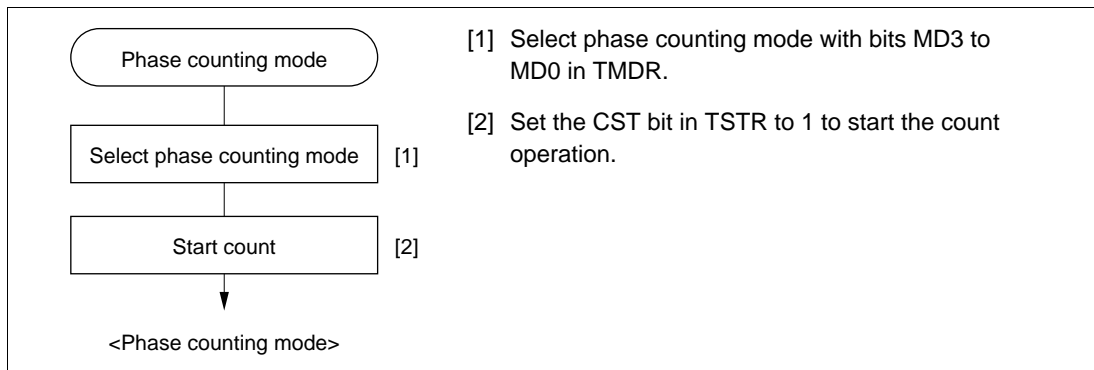 Phase counting mode
Select phase counting mode [1]
Start count [2]
<Phase counting mode>
[1] Select phase counting mode with bits MD3 to
MD0 in TMDR.
[2] Set the CST bit in TSTR to 1 to start the count
operation.